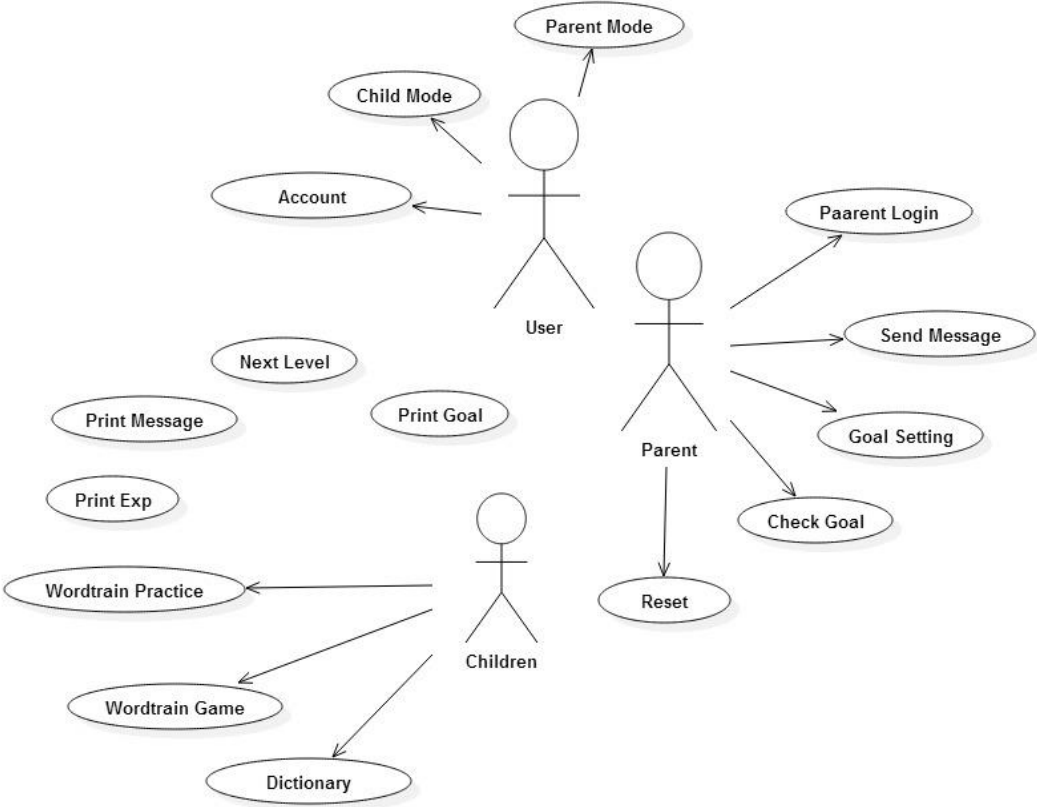 Parent Mode
Child Mode
Account
Paarent Login
User
Send Message
Next Level
Print Goal
Print Message
Goal Setting
Parent
Print Exp
Check Goal
Wordtrain Practice
Reset
Children
Wordtrain Game
Dictionary